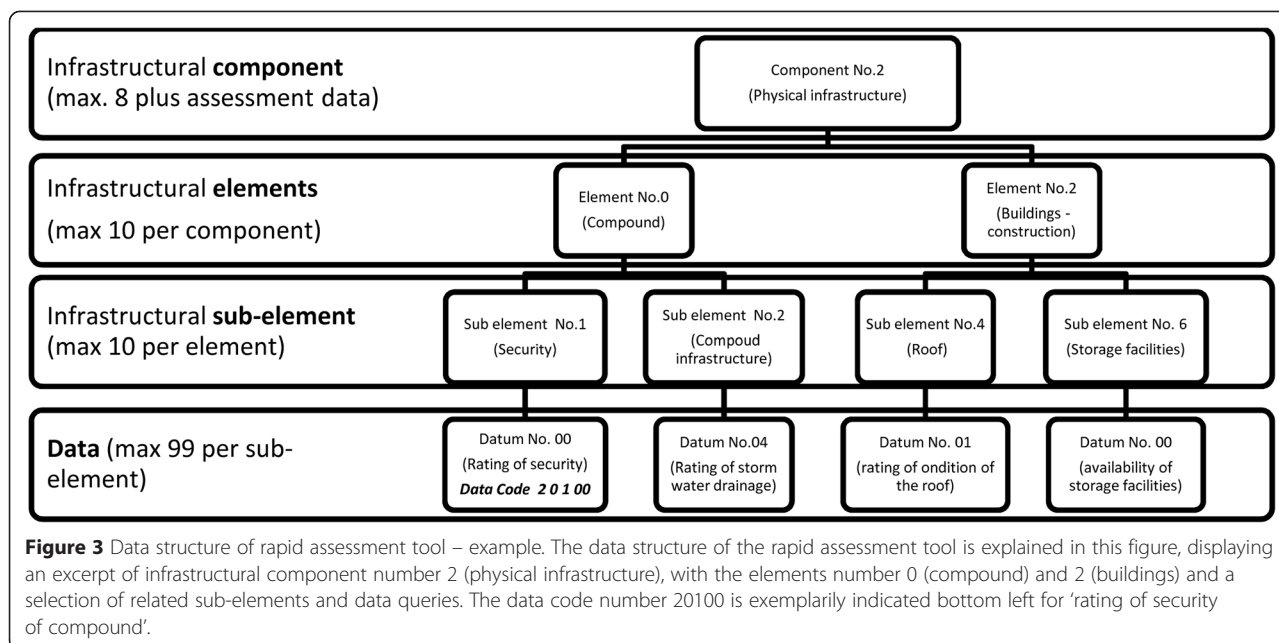 Infrastructural component
(max. 8 plus assessment data)
Component No.2
(Physical infrastructure)
Infrastructural elements
(max 10 per component)
Element No.0
(Compound)
Element No.2
(Buildings -
construction)
Infrastructural sub-element
(max 10 per element)
Sub element No.1
(Security)
Sub element No.2
(Compoud
infrastructure)
Sub element No.4
(Roof)
Sub element No. 6
(Storage facilities)
Data (max 99 per sub-
element)
Datum No. 00
(Rating of security)
Data Code 2 0 1 00
Datum No.04
(Rating of storm
water drainage)
Datum No. 01
(rating of ondition of
the roof)
Datum No. 00
(availability of
storage facilities)
Figure 3 Data structure of rapid assessment tool – example. The data structure of the rapid assessment tool is explained in this figure, displaying
an excerpt of infrastructural component number 2 (physical infrastructure), with the elements number 0 (compound) and 2 (buildings) and a
selection of related sub-elements and data queries. The data code number 20100 is exemplarily indicated bottom left for ‘rating of security
of compound’.